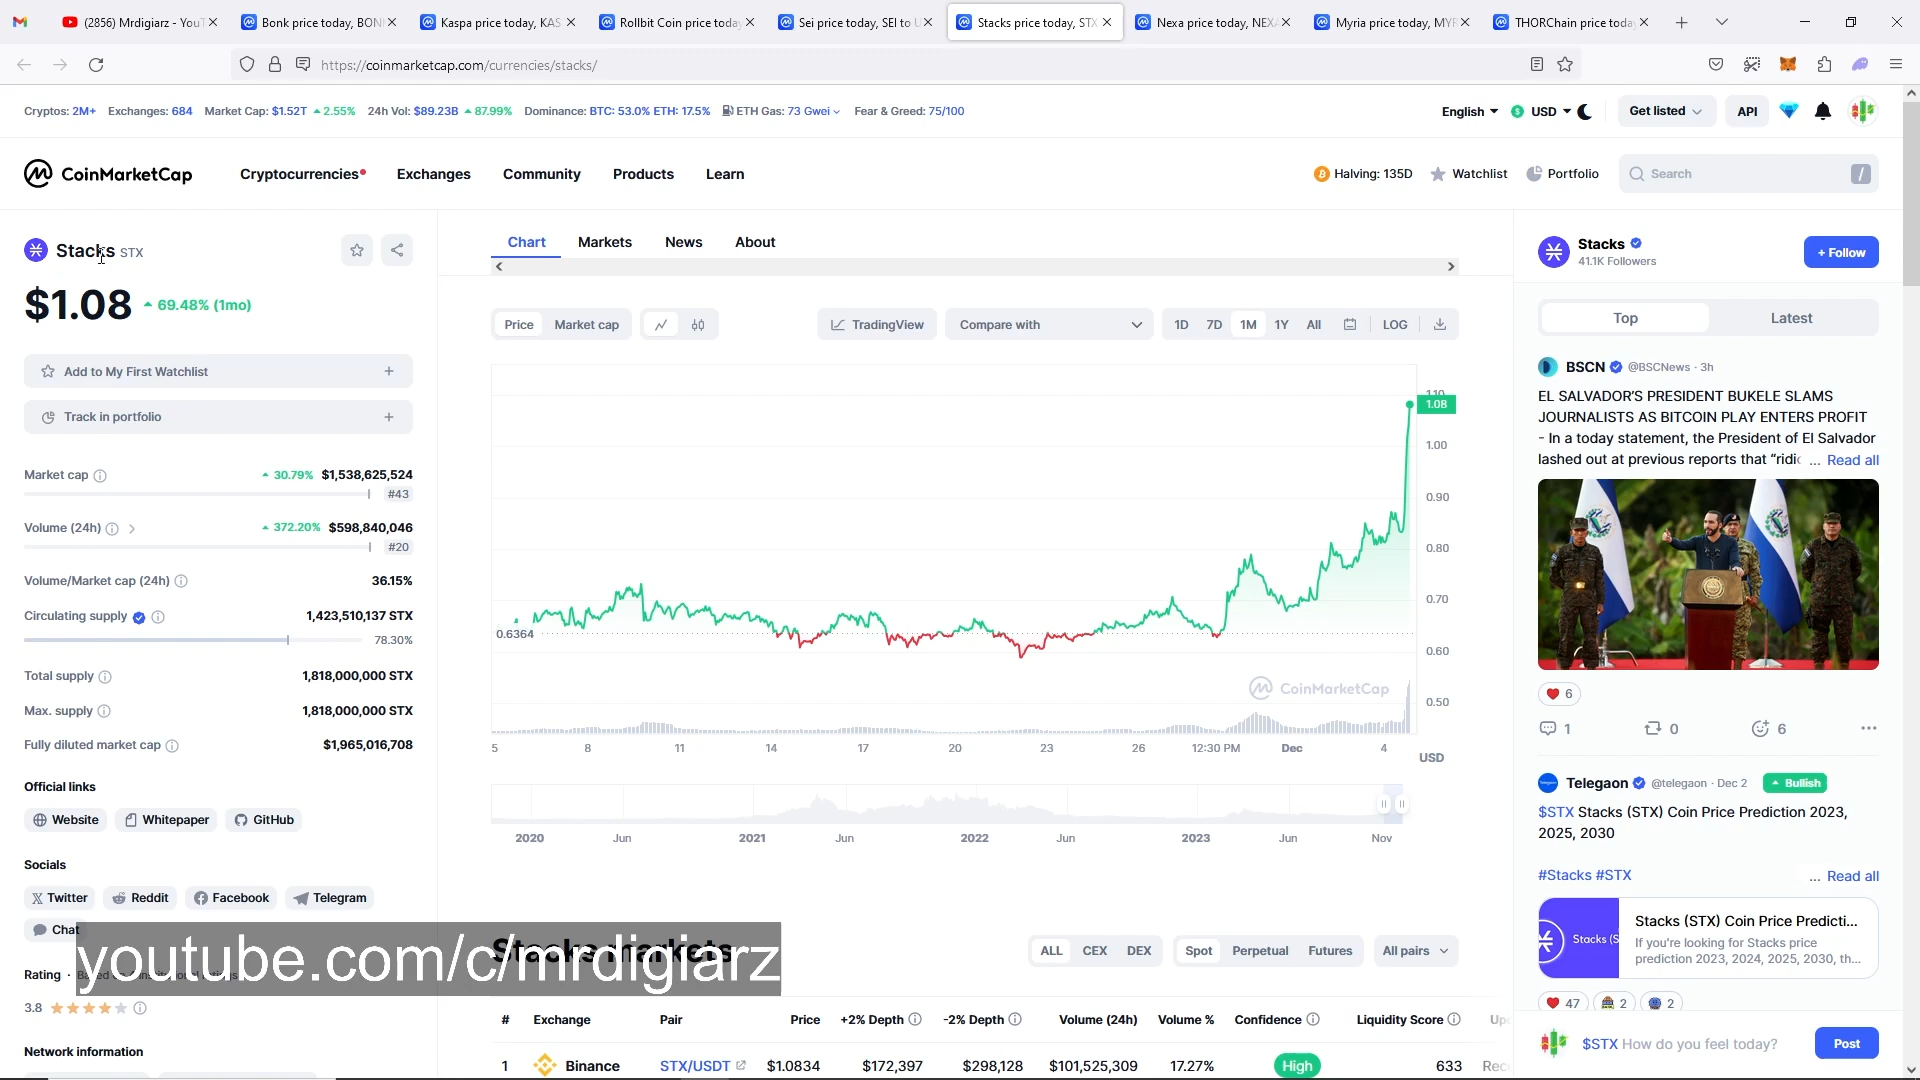 (2856) Mrdigiarz - YouT
Bonk price today, BONK
Kaspa price today, KAS
Rollbit Coin price today
Sei price today, SEI to U
Stacks price today, STX
Nexa price today, NEXA
Myria price today, MYR
THORChain price today
https://coinmarketcap.com/currencies/stacks/
Cryptos: 2M+ Exchanges: 684 Market Cap: $1.52T 2.55% 24h Vol: $89.23B 87.99% Dominance: BTC: 53.0% ETH: 17.5% ETH Gas: 73 Gwei Fear & Greed: 75/100
English USD Get listed API
CoinMarketCap
Cryptocurrencies Exchanges Community Products Learn
Halving: 135D Watchlist Portfolio Search /
Stacks STX
$1.08 69.48% (1mo)
Add to My First Watchlist +
Track in portfolio +
Market cap 30.79% $1,538,625,524
#43
Volume (24h) 372.20% $598,840,046
#20
Volume/Market cap (24h) 36.15%
Circulating supply 1,423,510,137 STX
78.30%
Total supply 1,818,000,000 STX
Max. supply 1,818,000,000 STX
Fully diluted market cap $1,965,016,708
Official links
Website Whitepaper GitHub
Socials
Twitter Reddit Facebook Telegram
Chat
Rating ·
3.8
Network information
Chart Markets News About
Price Market cap
TradingView Compare with 1D 7D 1M 1Y All LOG
1.10
1.08
1.00
0.90
0.80
0.70
0.6364
0.60
0.50
CoinMarketCap
5 8 11 14 17 20 23 26 12:30 PM Dec 4
USD
2020 Jun 2021 Jun 2022 Jun 2023 Jun Nov
youtube.com/c/mrdigiarz
Stacks markets
ALL CEX DEX Spot Perpetual Futures All pairs
# Exchange Pair Price +2% Depth -2% Depth Volume (24h) Volume % Confidence Liquidity Score Up
1 Binance STX/USDT $1.0834 $172,397 $298,128 $101,525,309 17.27% High 633 Rec
Stacks
41.1K Followers
+ Follow
Top Latest
BSCN @BSCNews · 3h
EL SALVADOR'S PRESIDENT BUKELE SLAMS
JOURNALISTS AS BITCOIN PLAY ENTERS PROFIT
- In a today statement, the President of El Salvador
lashed out at previous reports that “ridic ... Read all
6
1 0 6
Telegaon @telegaon · Dec 2 Bullish
$STX Stacks (STX) Coin Price Prediction 2023,
2025, 2030
#Stacks #STX ... Read all
Stacks (S
Stacks (STX) Coin Price Predicti...
If you're looking for Stacks price
prediction 2023, 2024, 2025, 2030, th...
47 2 2
$STX How do you feel today? Post